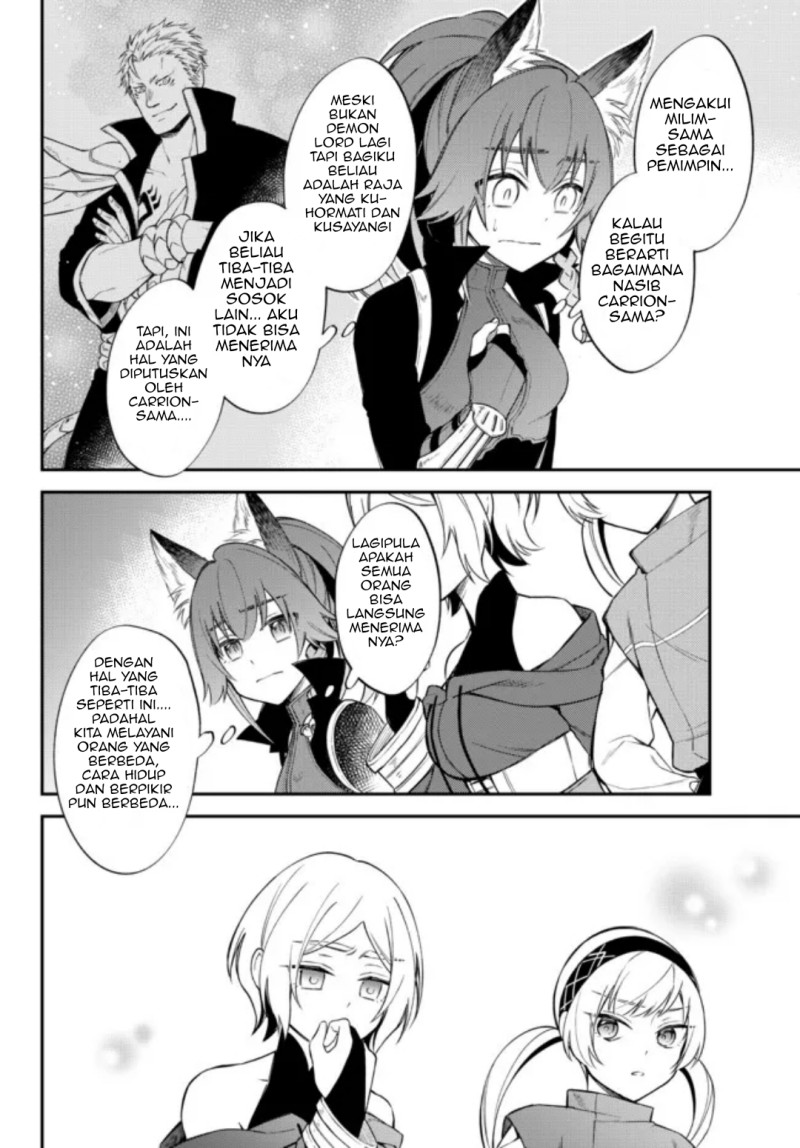 MENGAKUI
MILIM-
SAMA
SEBAGAI
PEMIMPIN...
KALAU
BEGITU
BERARTI
BAGAIMANA
NASIB
CARRION-
SAMA?
MESKI
BUKAN
DEMON
LORD LAGI
TAPI BAGIKU
BELIAU
ADALAH RAJA
YANG KU-
HORMATI DAN
KUSAYANGI
JIKA
BELIAU
TIBA-TIBA
MENJADI
SOSOK
LAIN... AKU
TIDAK BISA
MENERIMA
NYA
TAPI, INI
ADALAH
HAL YANG
DIPUTUSKAN
OLEH
CARRION-
SAMA....
LAGIPULA
APAKAH
SEMUA
ORANG
BISA
LANGSUNG
MENERIMA
NYA?
DENGAN
HAL YANG
TIBA-TIBA
SEPERTI INI....
PADAHAL
KITA MELAYANI
ORANG YANG
BERBEDA,
CARA HIDUP
DAN BERPIKIR
PUN BERBEDA...